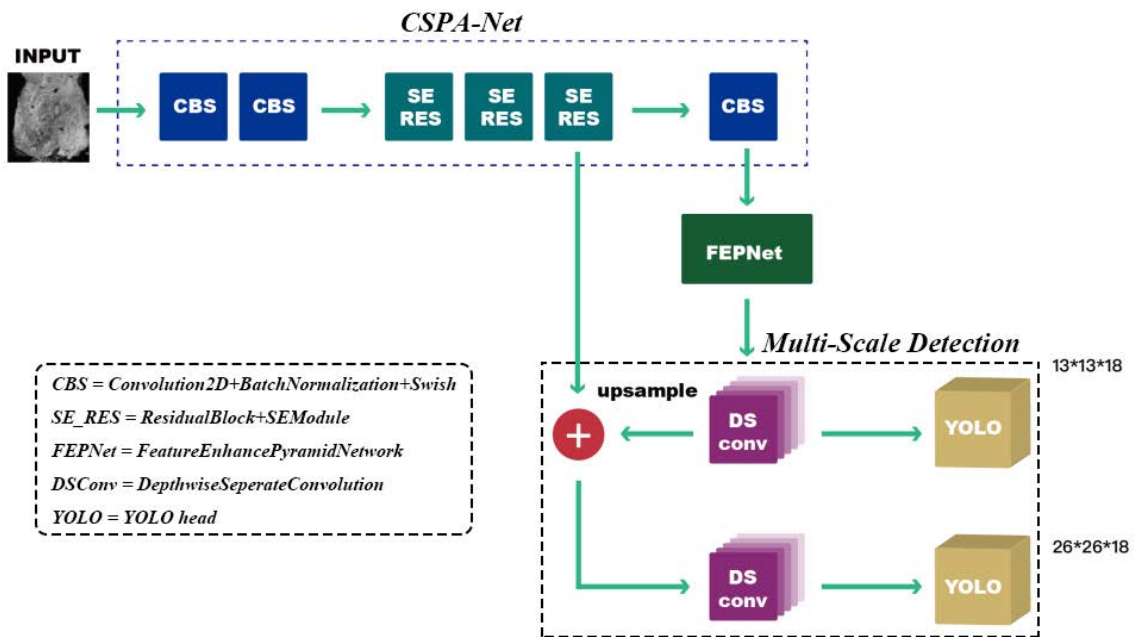 CSPA-Net
INPUT
CBS
CBS
SE
RES
SE
RES
SE
RES
CBS
FEPNet
Multi-Scale Detection
13*13*18
upsample
+
DS
conv
YOLO
CBS = Convolution2D+BatchNormalization+Swish
SE_RES = ResidualBlock+SEModule
FEPNet = FeatureEnhancePyramidNetwork
DSConv = DepthwiseSeperateConvolution
YOLO = YOLO head
26*26*18
DS
conv
YOLO